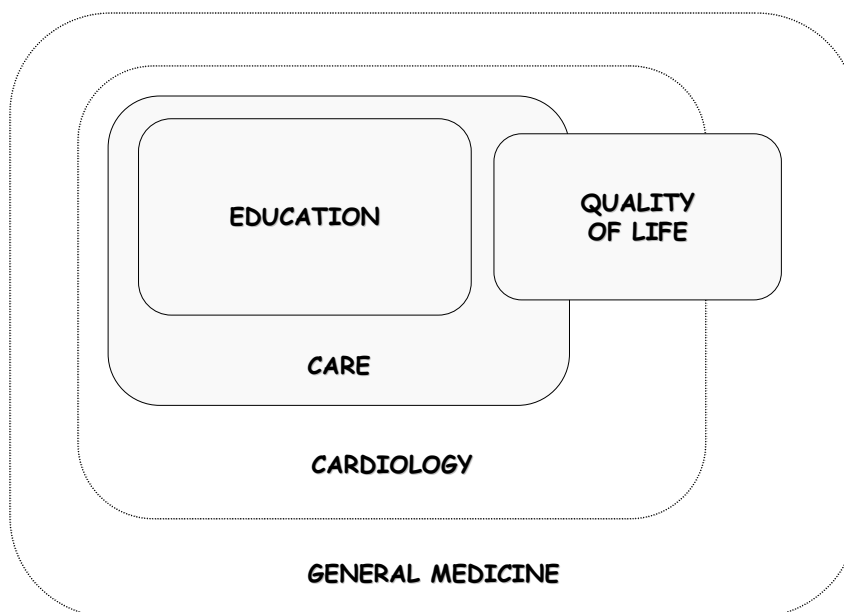 EDUCATION
QUALITY
OF LIFE
CARE
CARDIOLOGY
GENERAL MEDICINE